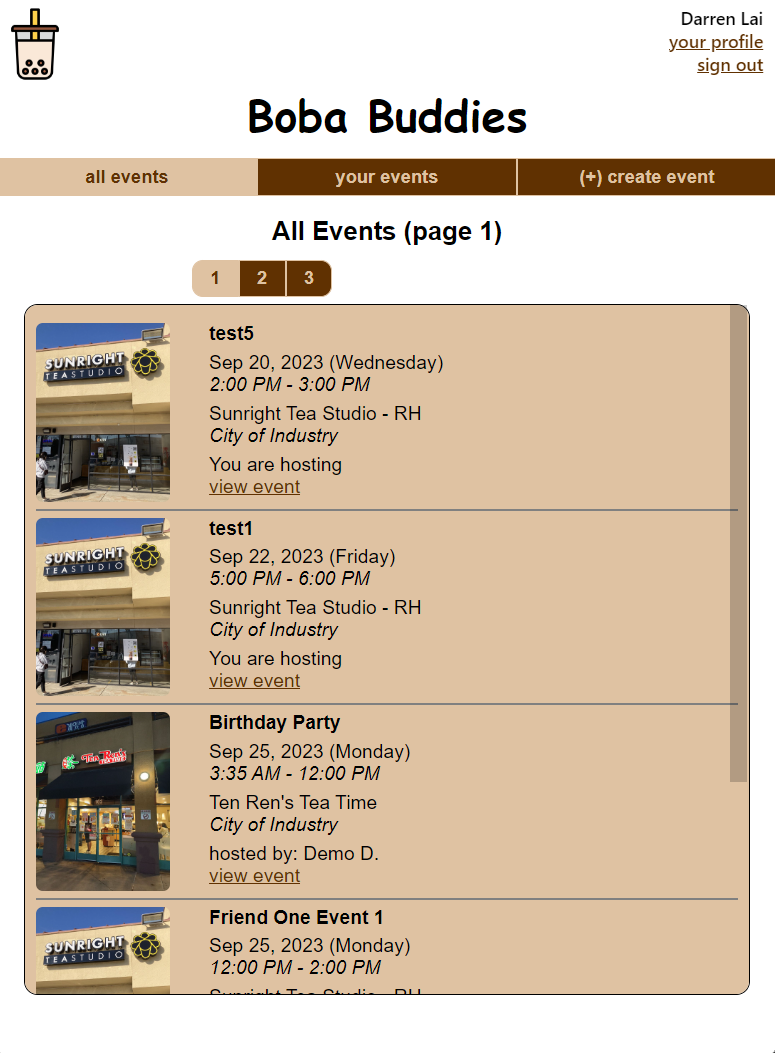 Darren Lai
your profile
sign out
Boba Buddies
all events
your events
(+) create event
All Events (page 1)
1
2
3
SUNRIGHT
TEA STUDIO
test5
Sep 20, 2023 (Wednesday)
2:00 PM - 3:00 PM
Sunright Tea Studio - RH
City of Industry
You are hosting
view event
SUNRIGHT
TEA STUDIO
test1
Sep 22, 2023 (Friday)
5:00 PM - 6:00 PM
Sunright Tea Studio - RH
City of Industry
You are hosting
view event
Ten Ren's
Birthday Party
Sep 25, 2023 (Monday)
3:35 AM - 12:00 PM
Ten Ren's Tea Time
City of Industry
hosted by: Demo D.
view event
SUNRIGHT
TEA STUDIO
Friend One Event 1
Sep 25, 2023 (Monday)
12:00 PM - 2:00 PM
Sunright Tea Studio - RH